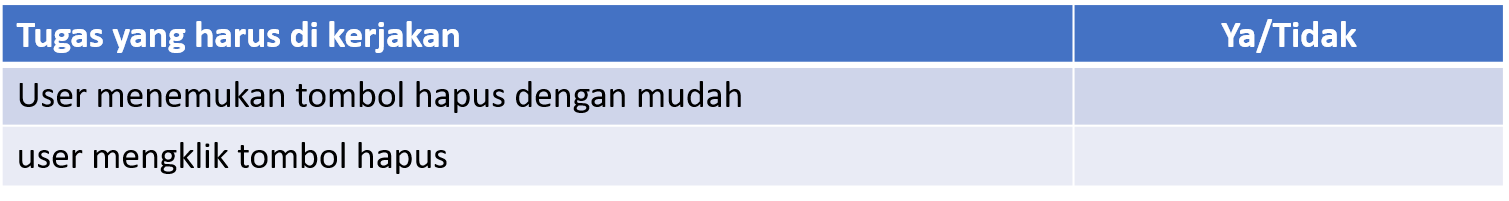 Tugas yang harus di kerjakan Ya/Tidak
User menemukan tombol hapus dengan mudah
user mengklik tombol hapus